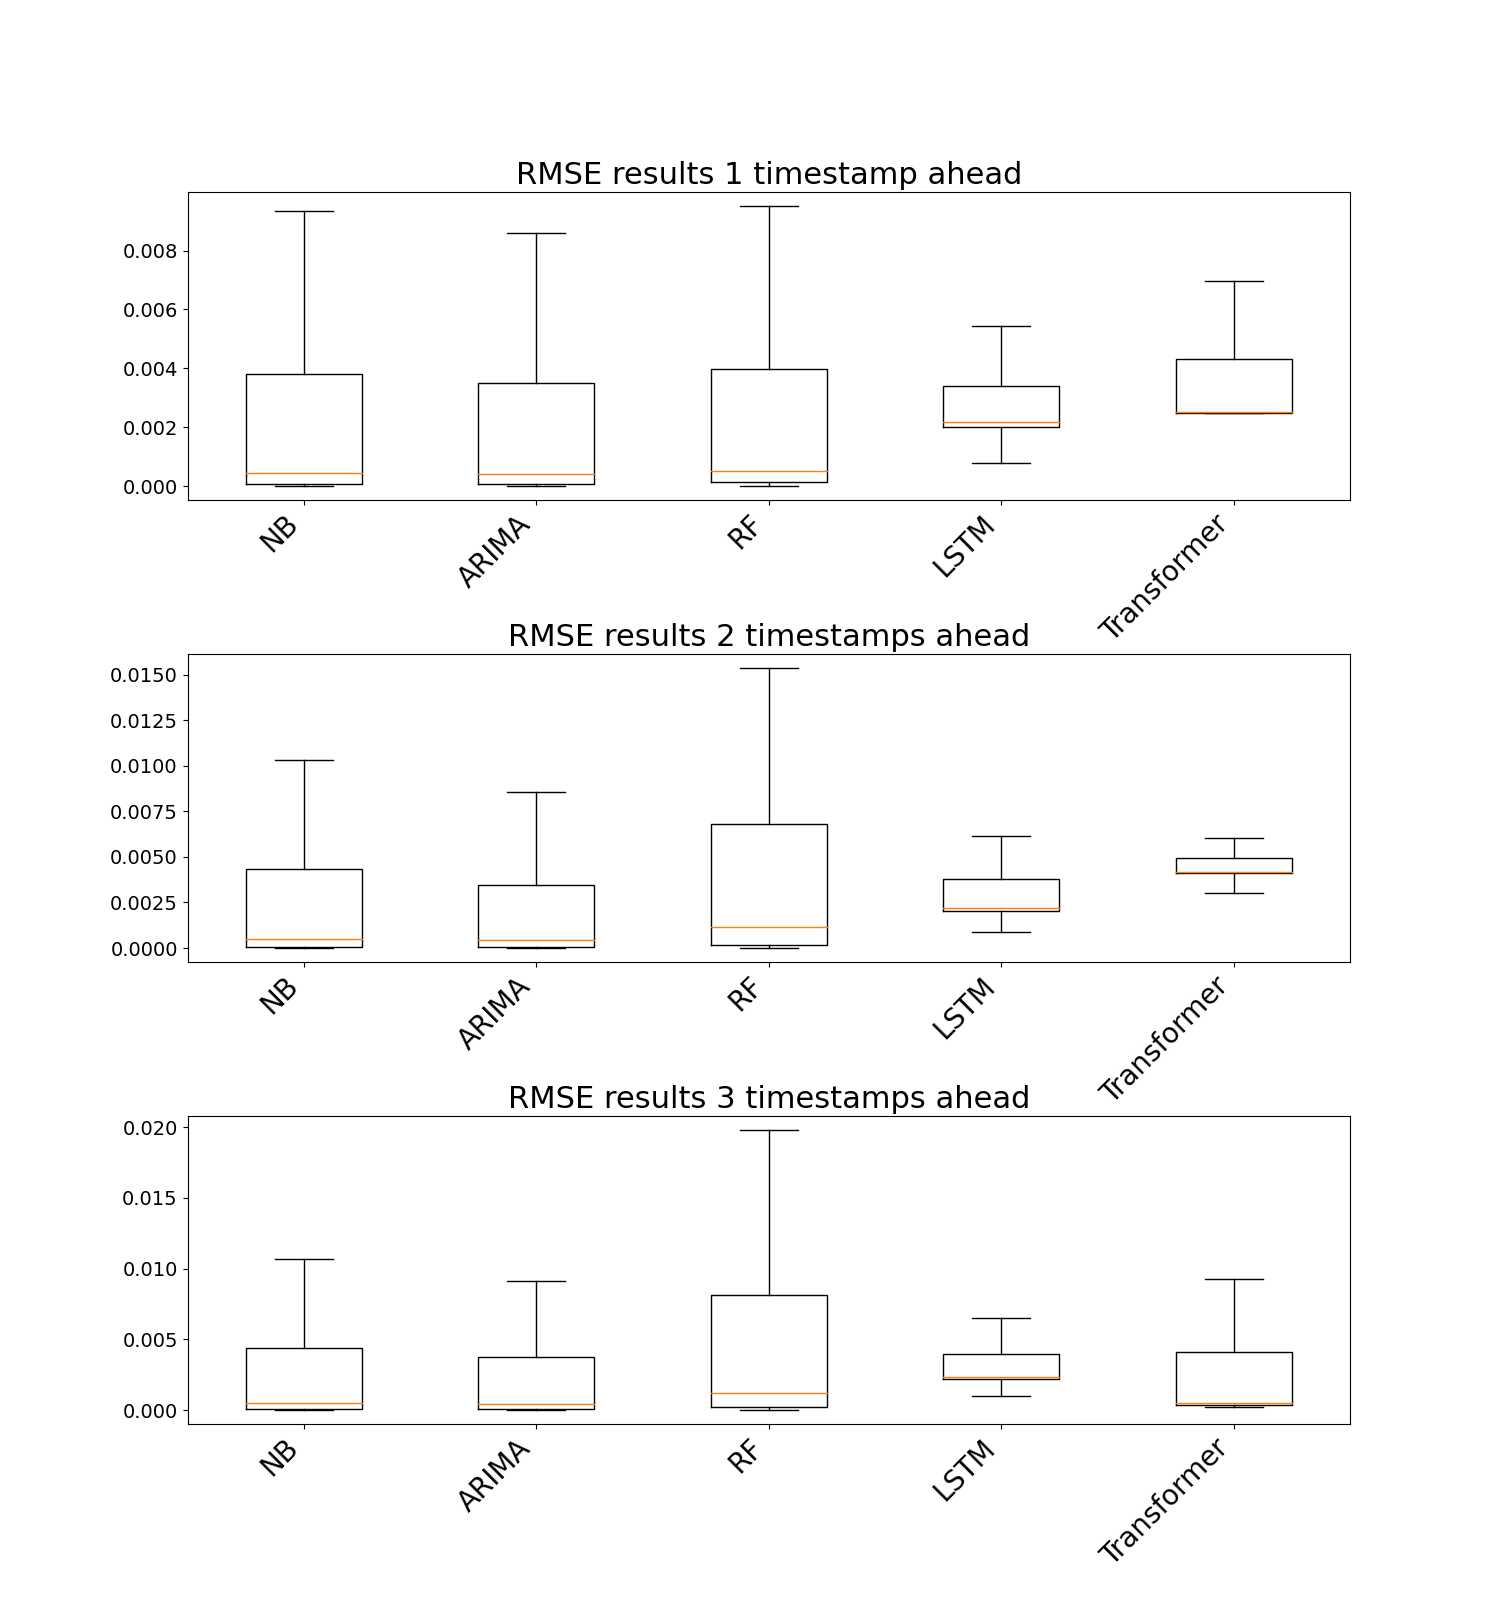 RMSE results 1 timestamp ahead
0.008
0.006
0.004
0.002
0.000
NB ARIMA RF LSTM Transformer
RMSE results 2 timestamps ahead
0.0150
0.0125
0.0100
0.0075
0.0050
0.0025
0.0000
NB ARIMA RF LSTM Transformer
RMSE results 3 timestamps ahead
0.020
0.015
0.010
0.005
0.000
NB ARIMA RF LSTM Transformer